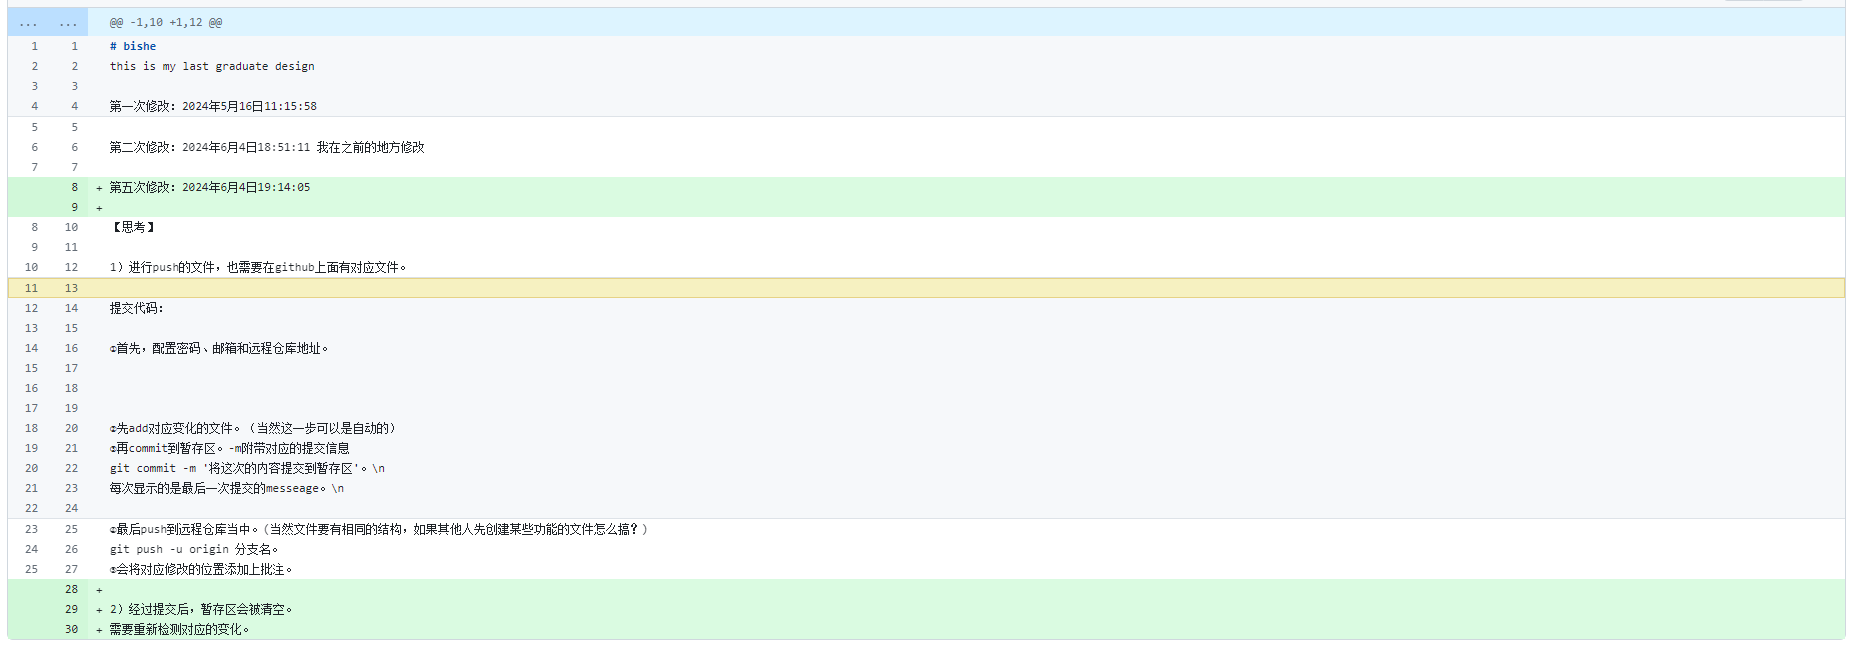 ... ... @@ -1,10 +1,12 @@
1 1 # bishe
2 2 this is my last graduate design
3 3
4 4 第一次修改：2024年5月16日11:15:58
5 5
6 6 第二次修改：2024年6月4日18:51:11 我在之前的地方修改
7 7
8 + 第五次修改：2024年6月4日19:14:05
9 +
8 10 【思考】
9 11
10 12 1）进行push的文件，也需要在github上面有对应文件。
11 13
12 14 提交代码：
13 15
14 16 ①首先，配置密码、邮箱和远程仓库地址。
15 17
16 18
17 19
18 20 先add对应变化的文件。（当然这一步可以是自动的）
19 21 再commit到暂存区。-m附带对应的提交信息
20 22 git commit -m '将这次的内容提交到暂存区'。\n
21 23 每次显示的是最后一次提交的messeage。\n
22 24
23 25 最后push到远程仓库当中。(当然文件要有相同的结构，如果其他人先创建某些功能的文件怎么搞？)
24 26 git push -u origin 分支名。
25 27 会将对应修改的位置添加上批注。
28 +
29 + 2）经过提交后，暂存区会被清空。
30 + 需要重新检测对应的变化。